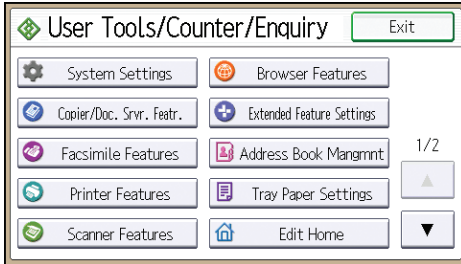 User Tools/Counter/Enquiry
Exit
System Settings
Browser Features
Copier/Doc. Srvr. Featr.
Extended Feature Settings
Facsimile Features
Address Book Mangmnt
1/2
Printer Features
Tray Paper Settings
Scanner Features
Edit Home